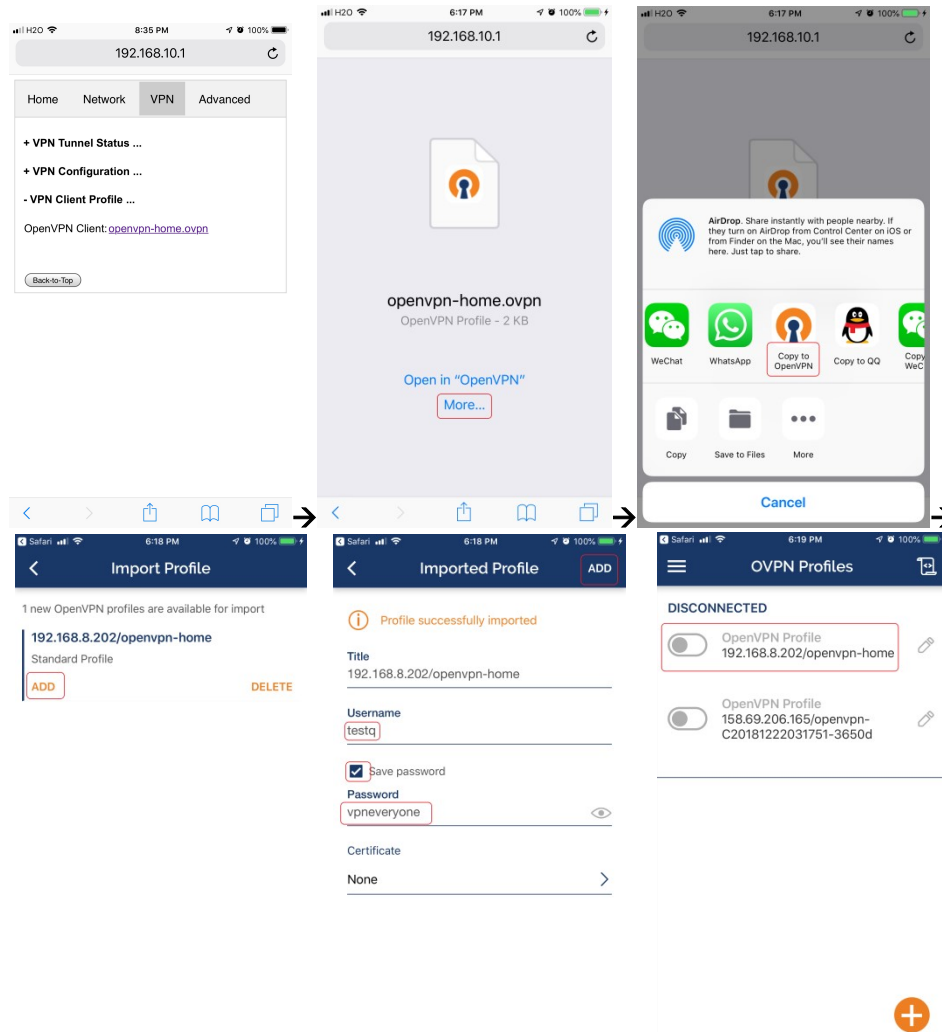 H2O 8:35 PM 100%
192.168.10.1
Home Network VPN Advanced
+ VPN Tunnel Status ...
+ VPN Configuration ...
- VPN Client Profile ...
OpenVPN Client: openvpn-home.ovpn
Back-to-Top
H2O 6:17 PM 100%
192.168.10.1
openvpn-home.ovpn
OpenVPN Profile - 2 KB
Open in “OpenVPN”
More...
H2O 6:17 PM 100%
192.168.10.1
AirDrop. Share instantly with people nearby. If
they turn on AirDrop from Control Center on iOS or
from Finder on the Mac, you'll see their names
here. Just tap to share.
WeChat WhatsApp Copy to OpenVPN Copy to QQ Copy WeC
Copy Save to Files More
Cancel
Safari 6:18 PM 100%
Import Profile
1 new OpenVPN profiles are available for import
192.168.8.202/openvpn-home
Standard Profile
ADD DELETE
Safari 6:18 PM 100%
Imported Profile ADD
Profile successfully imported
Title
192.168.8.202/openvpn-home
Username
testq
Save password
Password
vpneveryone
Certificate
None
Safari 6:19 PM 100%
OVPN Profiles
DISCONNECTED
OpenVPN Profile
192.168.8.202/openvpn-home
OpenVPN Profile
158.69.206.165/openvpn-
C20181222031751-3650d